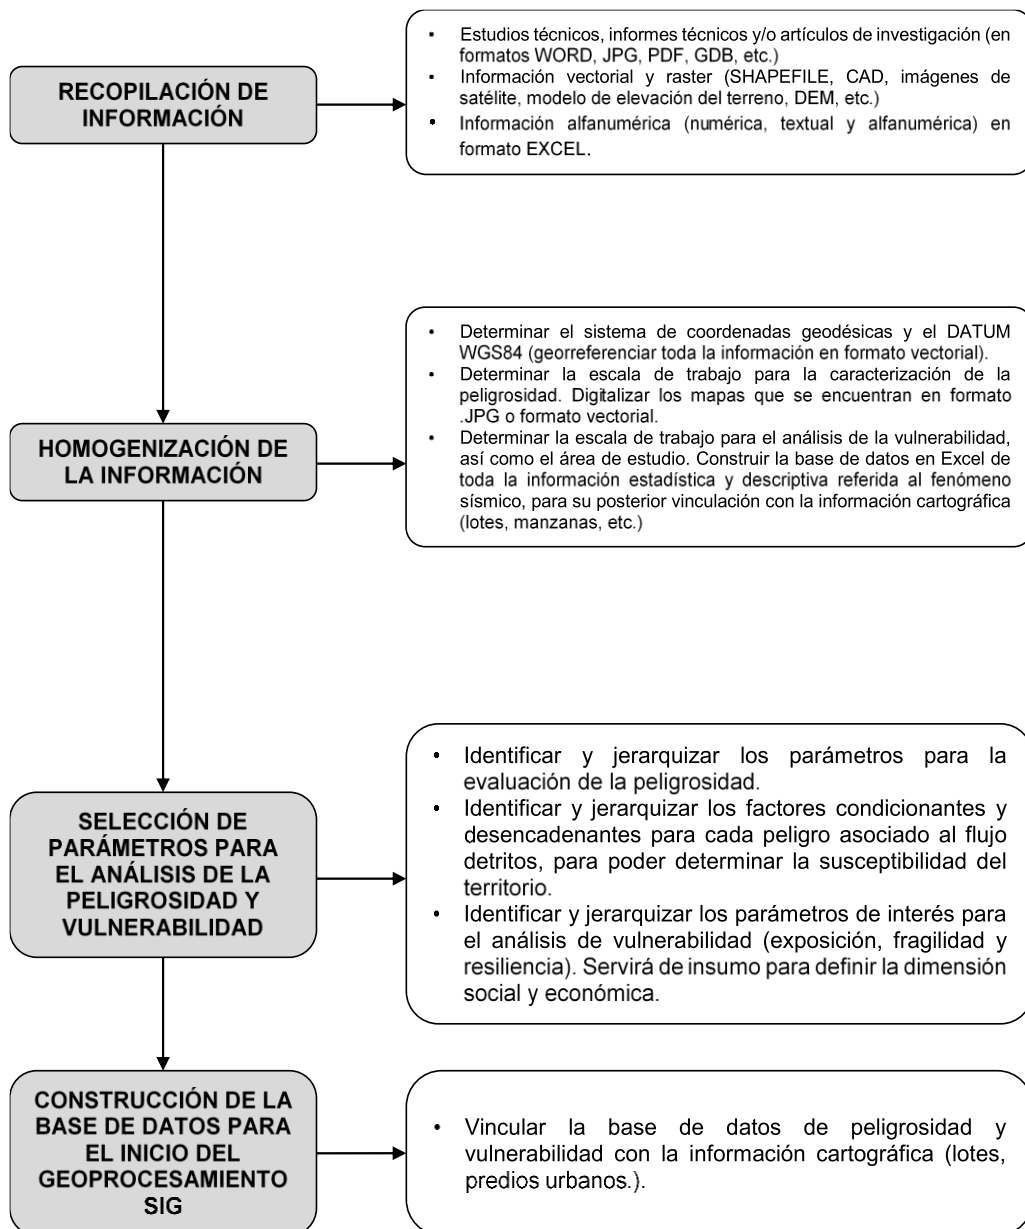 RECOPILACIÓN DE
INFORMACIÓN
• Estudios técnicos, informes técnicos y/o artículos de investigación (en
formatos WORD, JPG, PDF, GDB, etc.)
• Información vectorial y raster (SHAPEFILE, CAD, imágenes de
satélite, modelo de elevación del terreno, DEM, etc.)
• Información alfanumérica (numérica, textual y alfanumérica) en
formato EXCEL.
HOMOGENIZACIÓN DE
LA INFORMACIÓN
• Determinar el sistema de coordenadas geodésicas y el DATUM
WGS84 (georreferenciar toda la información en formato vectorial).
• Determinar la escala de trabajo para la caracterización de la
peligrosidad. Digitalizar los mapas que se encuentran en formato
.JPG o formato vectorial.
• Determinar la escala de trabajo para el análisis de la vulnerabilidad,
así como el área de estudio. Construir la base de datos en Excel de
toda la información estadística y descriptiva referida al fenómeno
sísmico, para su posterior vinculación con la información cartográfica
(lotes, manzanas, etc.)
SELECCIÓN DE
PARÁMETROS PARA
EL ANÁLISIS DE LA
PELIGROSIDAD Y
VULNERABILIDAD
• Identificar y jerarquizar los parámetros para la
evaluación de la peligrosidad.
• Identificar y jerarquizar los factores condicionantes y
desencadenantes para cada peligro asociado al flujo
detritos, para poder determinar la susceptibilidad del
territorio.
• Identificar y jerarquizar los parámetros de interés para
el análisis de vulnerabilidad (exposición, fragilidad y
resiliencia). Servirá de insumo para definir la dimensión
social y económica.
CONSTRUCCIÓN DE LA
BASE DE DATOS PARA
EL INICIO DEL
GEOPROCESAMIENTO
SIG
• Vincular la base de datos de peligrosidad y
vulnerabilidad con la información cartográfica (lotes,
predios urbanos.).